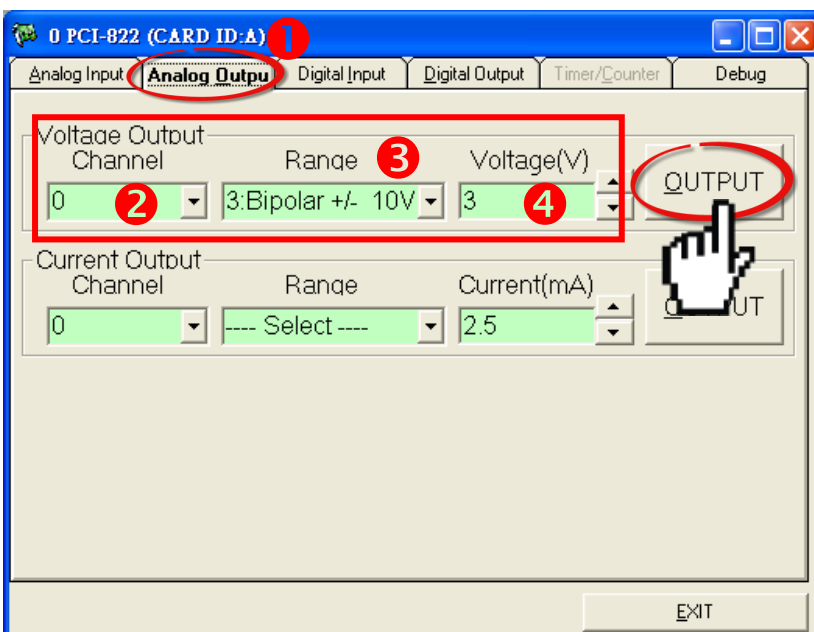 0 PCI-822 (CARD ID:A) 1
Analog Input Analog Outpu Digital Input Digital Output Timer/Counter Debug
Voltage Output
Channel Range 3 Voltage(V)
0 2 3:Bipolar +/- 10V 3 4 OUTPUT
Current Output
Channel Range Current(mA)
0 ---- Select ---- 2.5 UT
EXIT